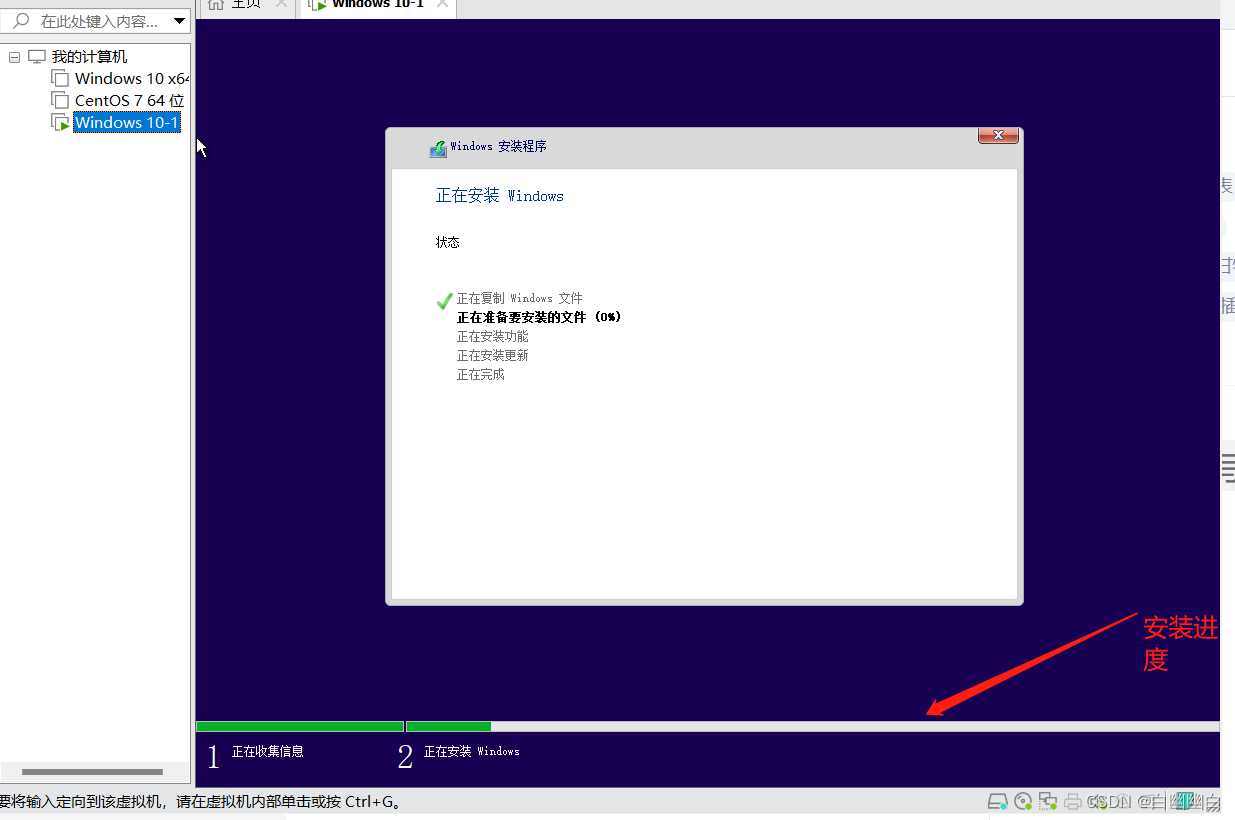 主页
Windows 10-1
在此处键入内容...
我的计算机
Windows 10 x64
CentOS 7 64 位
Windows 10-1
Windows 安装程序
正在安装 Windows
状态
正在复制 Windows 文件
正在准备要安装的文件 (0%)
正在安装功能
正在安装更新
正在完成
安装进
度
1 正在收集信息
2 正在安装 Windows
要将输入定向到该虚拟机，请在虚拟机内部单击或按 Ctrl+G。
CSDN @白幽幽白